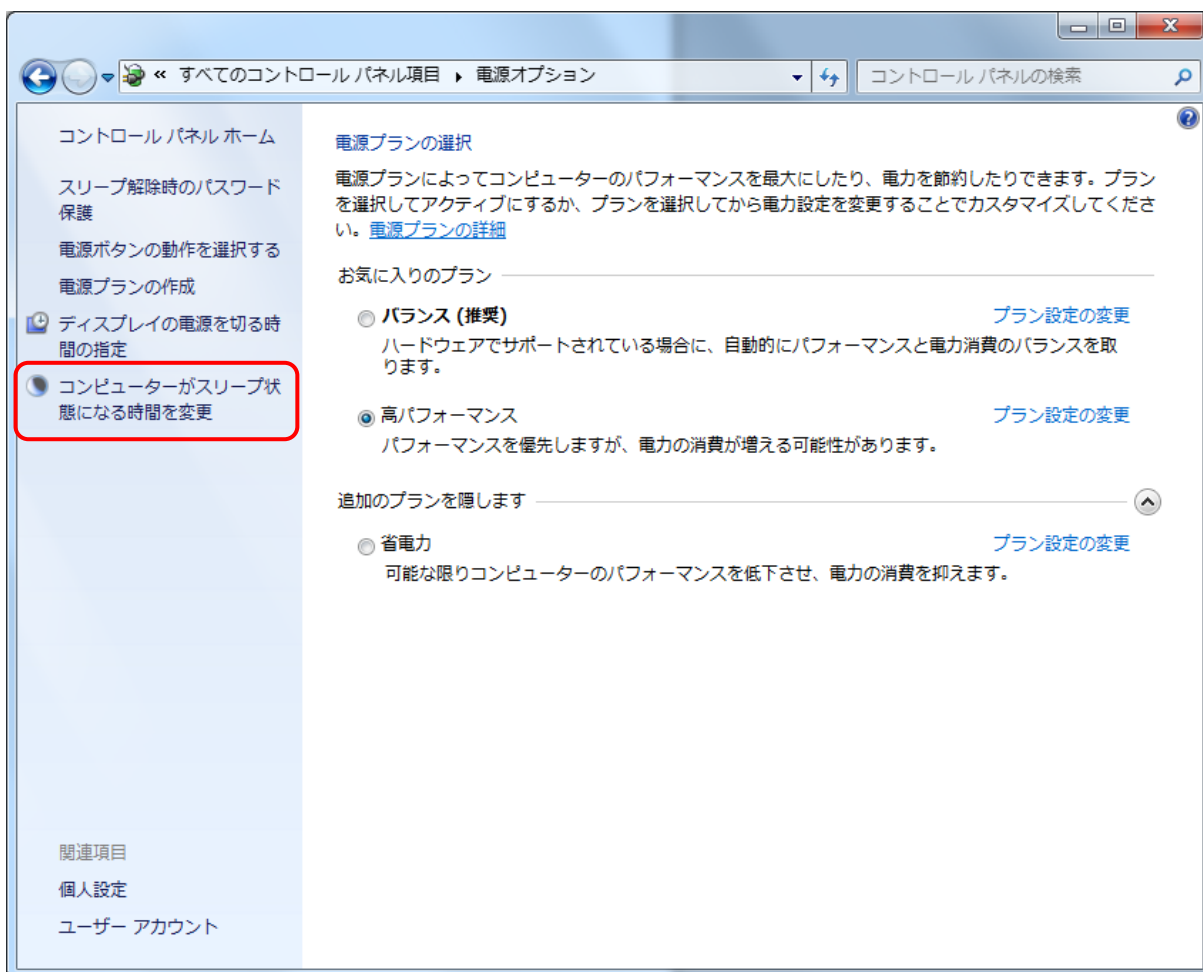 « すべてのコントロール パネル項目 ▸ 電源オプション
コントロール パネルの検索
コントロール パネル ホーム
スリープ解除時のパスワード
保護
電源ボタンの動作を選択する
電源プランの作成
ディスプレイの電源を切る時
間の指定
コンピューターがスリープ状
態になる時間を変更
関連項目
個人設定
ユーザー アカウント
電源プランの選択
電源プランによってコンピューターのパフォーマンスを最大にしたり、電力を節約したりできます。プラン
を選択してアクティブにするか、プランを選択してから電力設定を変更することでカスタマイズしてくださ
い。電源プランの詳細
お気に入りのプラン
バランス (推奨) プラン設定の変更
ハードウェアでサポートされている場合に、自動的にパフォーマンスと電力消費のバランスを取
ります。
高パフォーマンス プラン設定の変更
パフォーマンスを優先しますが、電力の消費が増える可能性があります。
追加のプランを隠します
省電力 プラン設定の変更
可能な限りコンピューターのパフォーマンスを低下させ、電力の消費を抑えます。